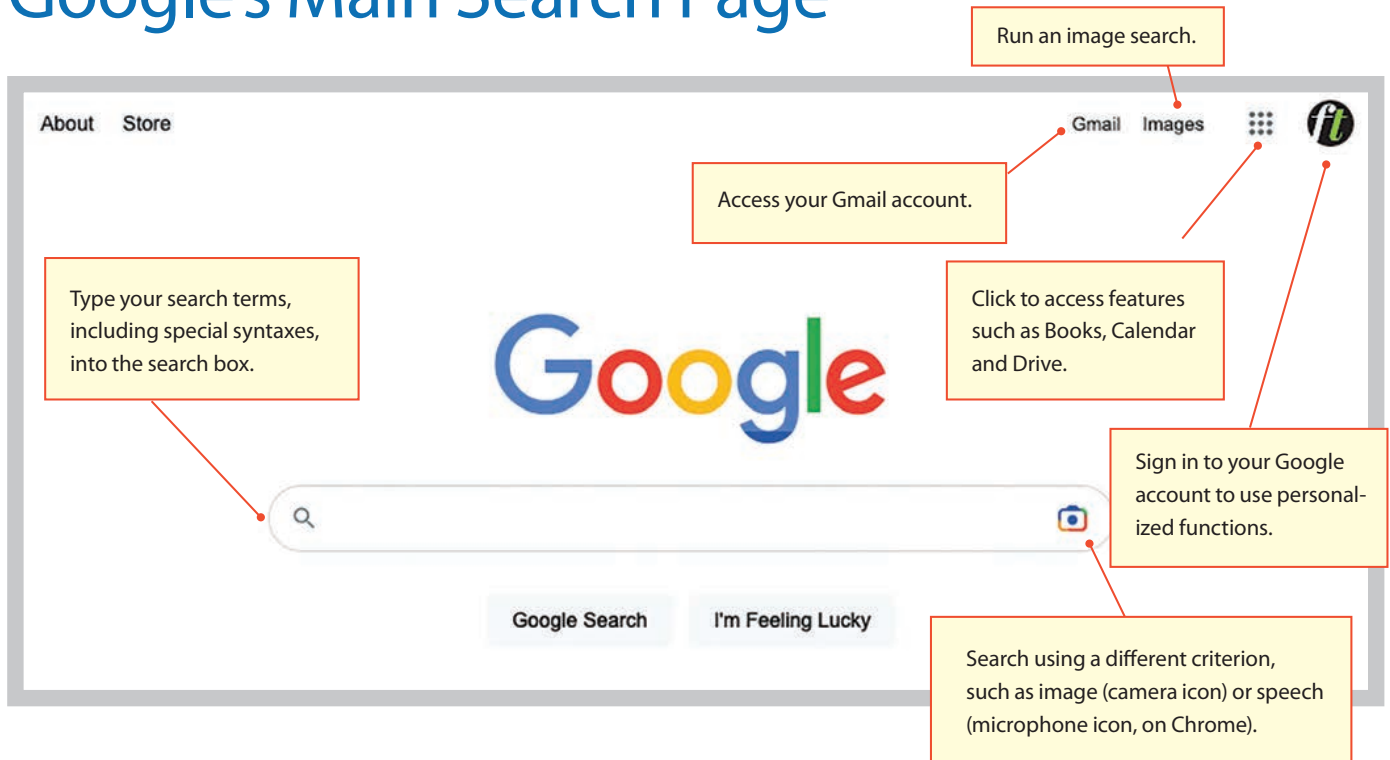 Google's Main Search Page
Run an image search.
About Store
Gmail Images
ft
Access your Gmail account.
Type your search terms,
including special syntaxes,
into the search box.
Click to access features
such as Books, Calendar
and Drive.
Google
Sign in to your Google
account to use personal-
ized functions.
Google Search
I'm Feeling Lucky
Search using a different criterion,
such as image (camera icon) or speech
(microphone icon, on Chrome).